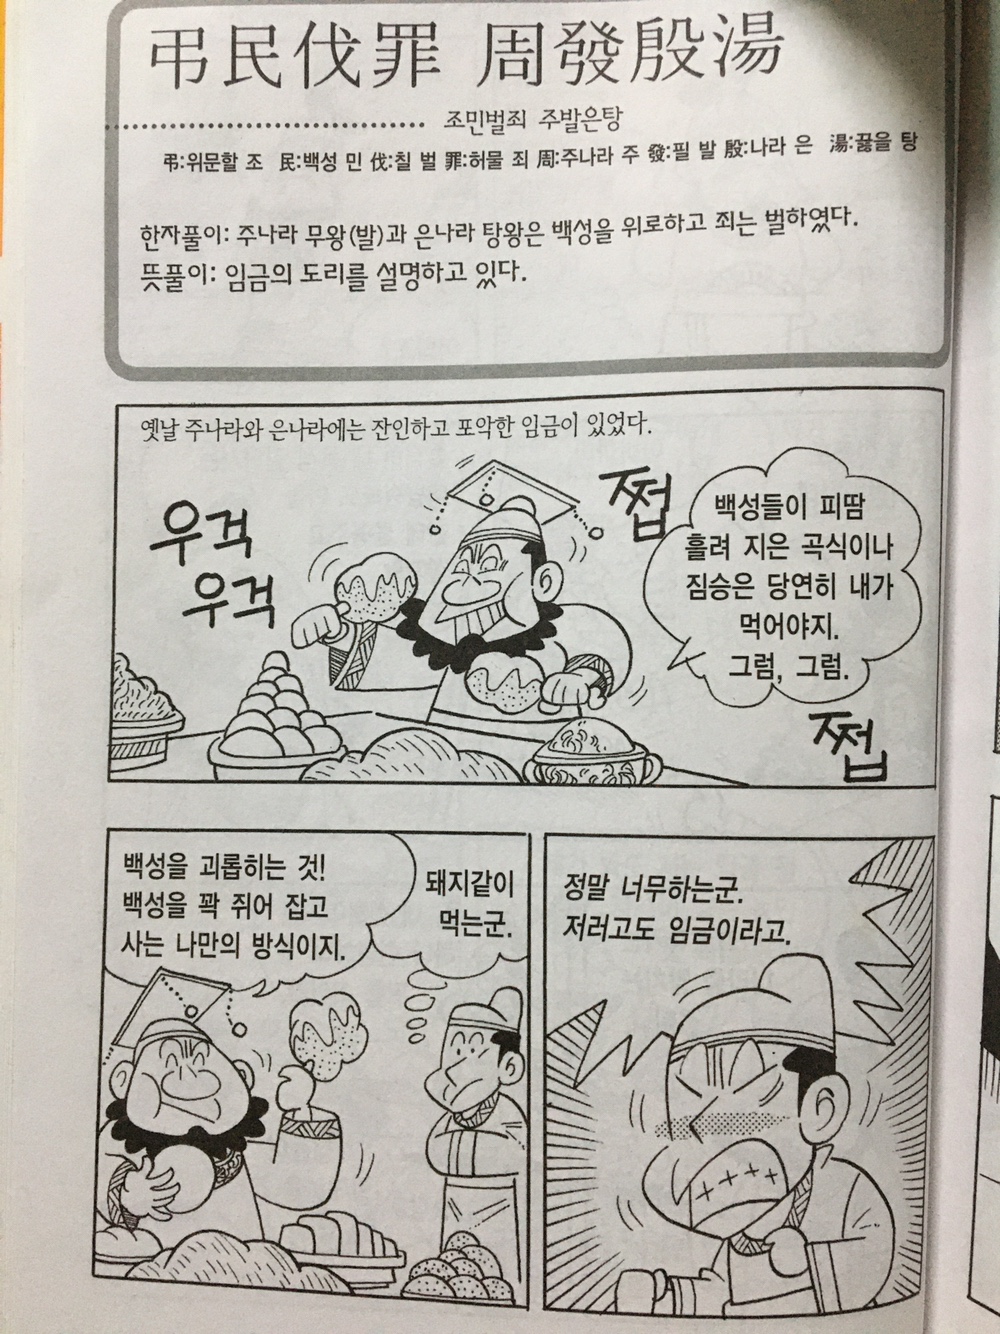 弔民伐罪 周發殷湯
조민벌죄 주발은탕
弔:위문할 조 民:백성 민 伐:칠 벌 罪:허물 죄 周:주나라 주 發:필 발 殷:나라 은 湯:끓을 탕
한자풀이: 주나라 무왕(발)과 은나라 탕왕은 백성을 위로하고 죄는 벌하였다.
뜻풀이: 임금의 도리를 설명하고 있다.
옛날 주나라와 은나라에는 잔인하고 포악한 임금이 있었다.
우걱
우걱
쩝
백성들이 피땀
흘려 지은 곡식이나
짐승은 당연히 내가
먹어야지.
그럼, 그럼.
쩝
백성을 괴롭히는 것!
백성을 꽉 쥐어 잡고
사는 나만의 방식이지.
돼지같이
먹는군.
정말 너무하는군.
저러고도 임금이라고.